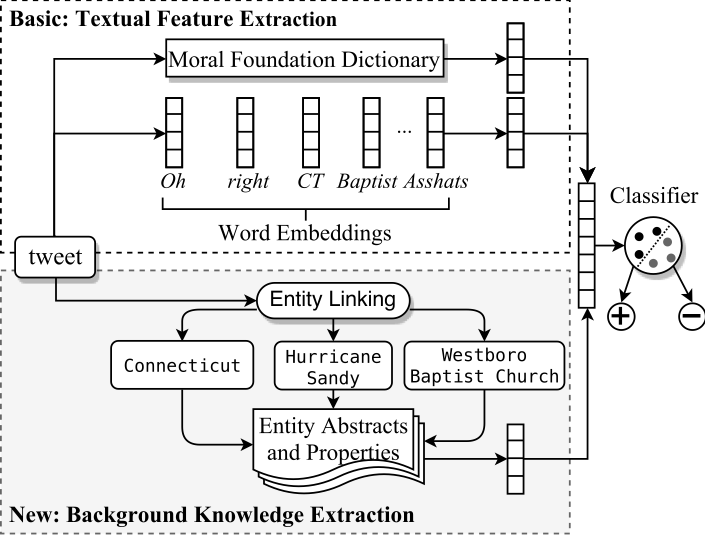 Basic: Textual Feature Extraction
Moral Foundation Dictionary
Oh right CT Baptist ... Asshats
Word Embeddings
Classifier
tweet
+ −
Entity Linking
Connecticut
Hurricane
Sandy
Westboro
Baptist Church
Entity Abstracts
and Properties
New: Background Knowledge Extraction